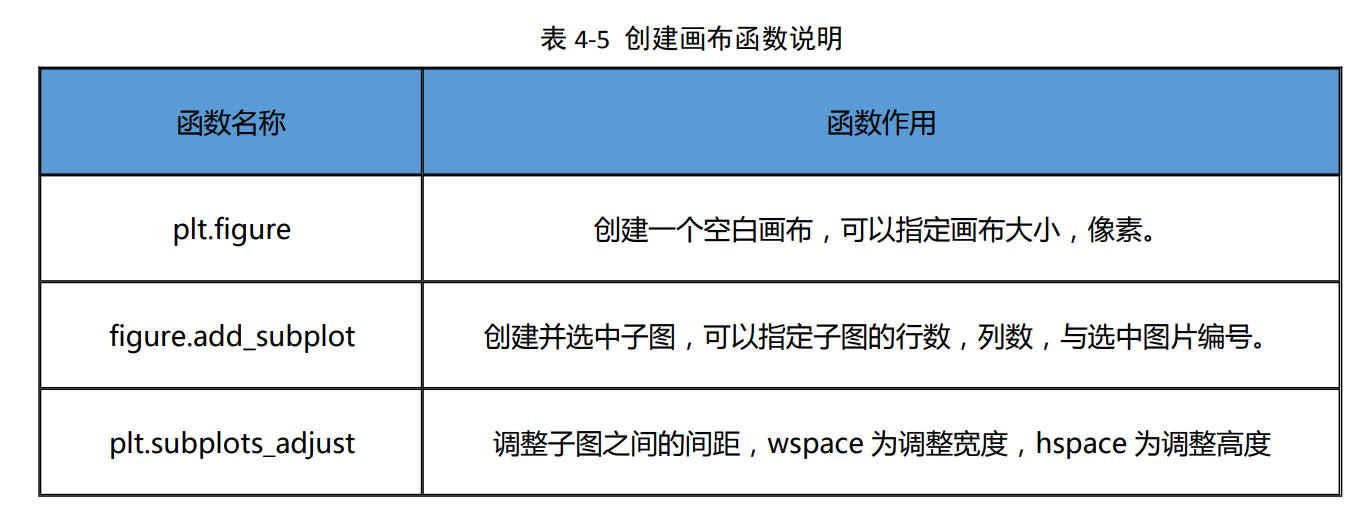 表 4-5 创建画布函数说明
函数名称 函数作用
plt.figure 创建一个空白画布，可以指定画布大小，像素。
figure.add_subplot 创建并选中子图，可以指定子图的行数，列数，与选中图片编号。
plt.subplots_adjust 调整子图之间的间距，wspace 为调整宽度，hspace 为调整高度